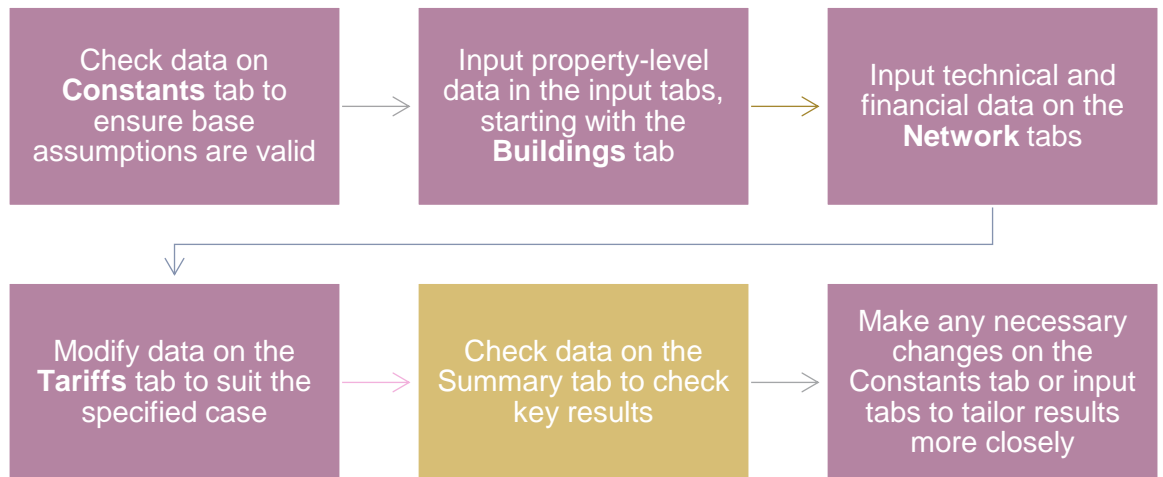 Check data on
Constants tab to
ensure base
assumptions are valid
Input property-level
data in the input tabs,
starting with the
Buildings tab
Input technical and
financial data on the
Network tabs
Modify data on the
Tariffs tab to suit the
specified case
Check data on the
Summary tab to check
key results
Make any necessary
changes on the
Constants tab or input
tabs to tailor results
more closely